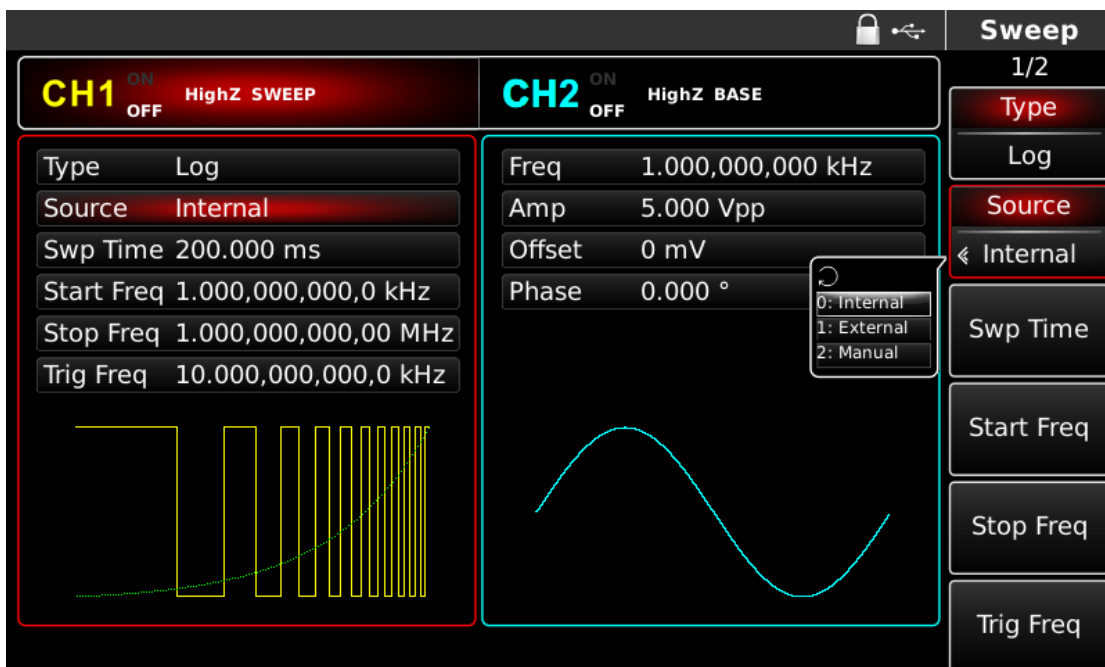 Sweep
1/2
CH1 ON OFF HighZ SWEEP
CH2 ON OFF HighZ BASE
Type Log
Source Internal
Swp Time 200.000 ms
Start Freq 1.000,000,000,0 kHz
Stop Freq 1.000,000,000,00 MHz
Trig Freq 10.000,000,000,0 kHz
Freq 1.000,000,000 kHz
Amp 5.000 Vpp
Offset 0 mV
Phase 0.000 °
0: Internal
1: External
2: Manual
Type
Log
Source
Internal
Swp Time
Start Freq
Stop Freq
Trig Freq